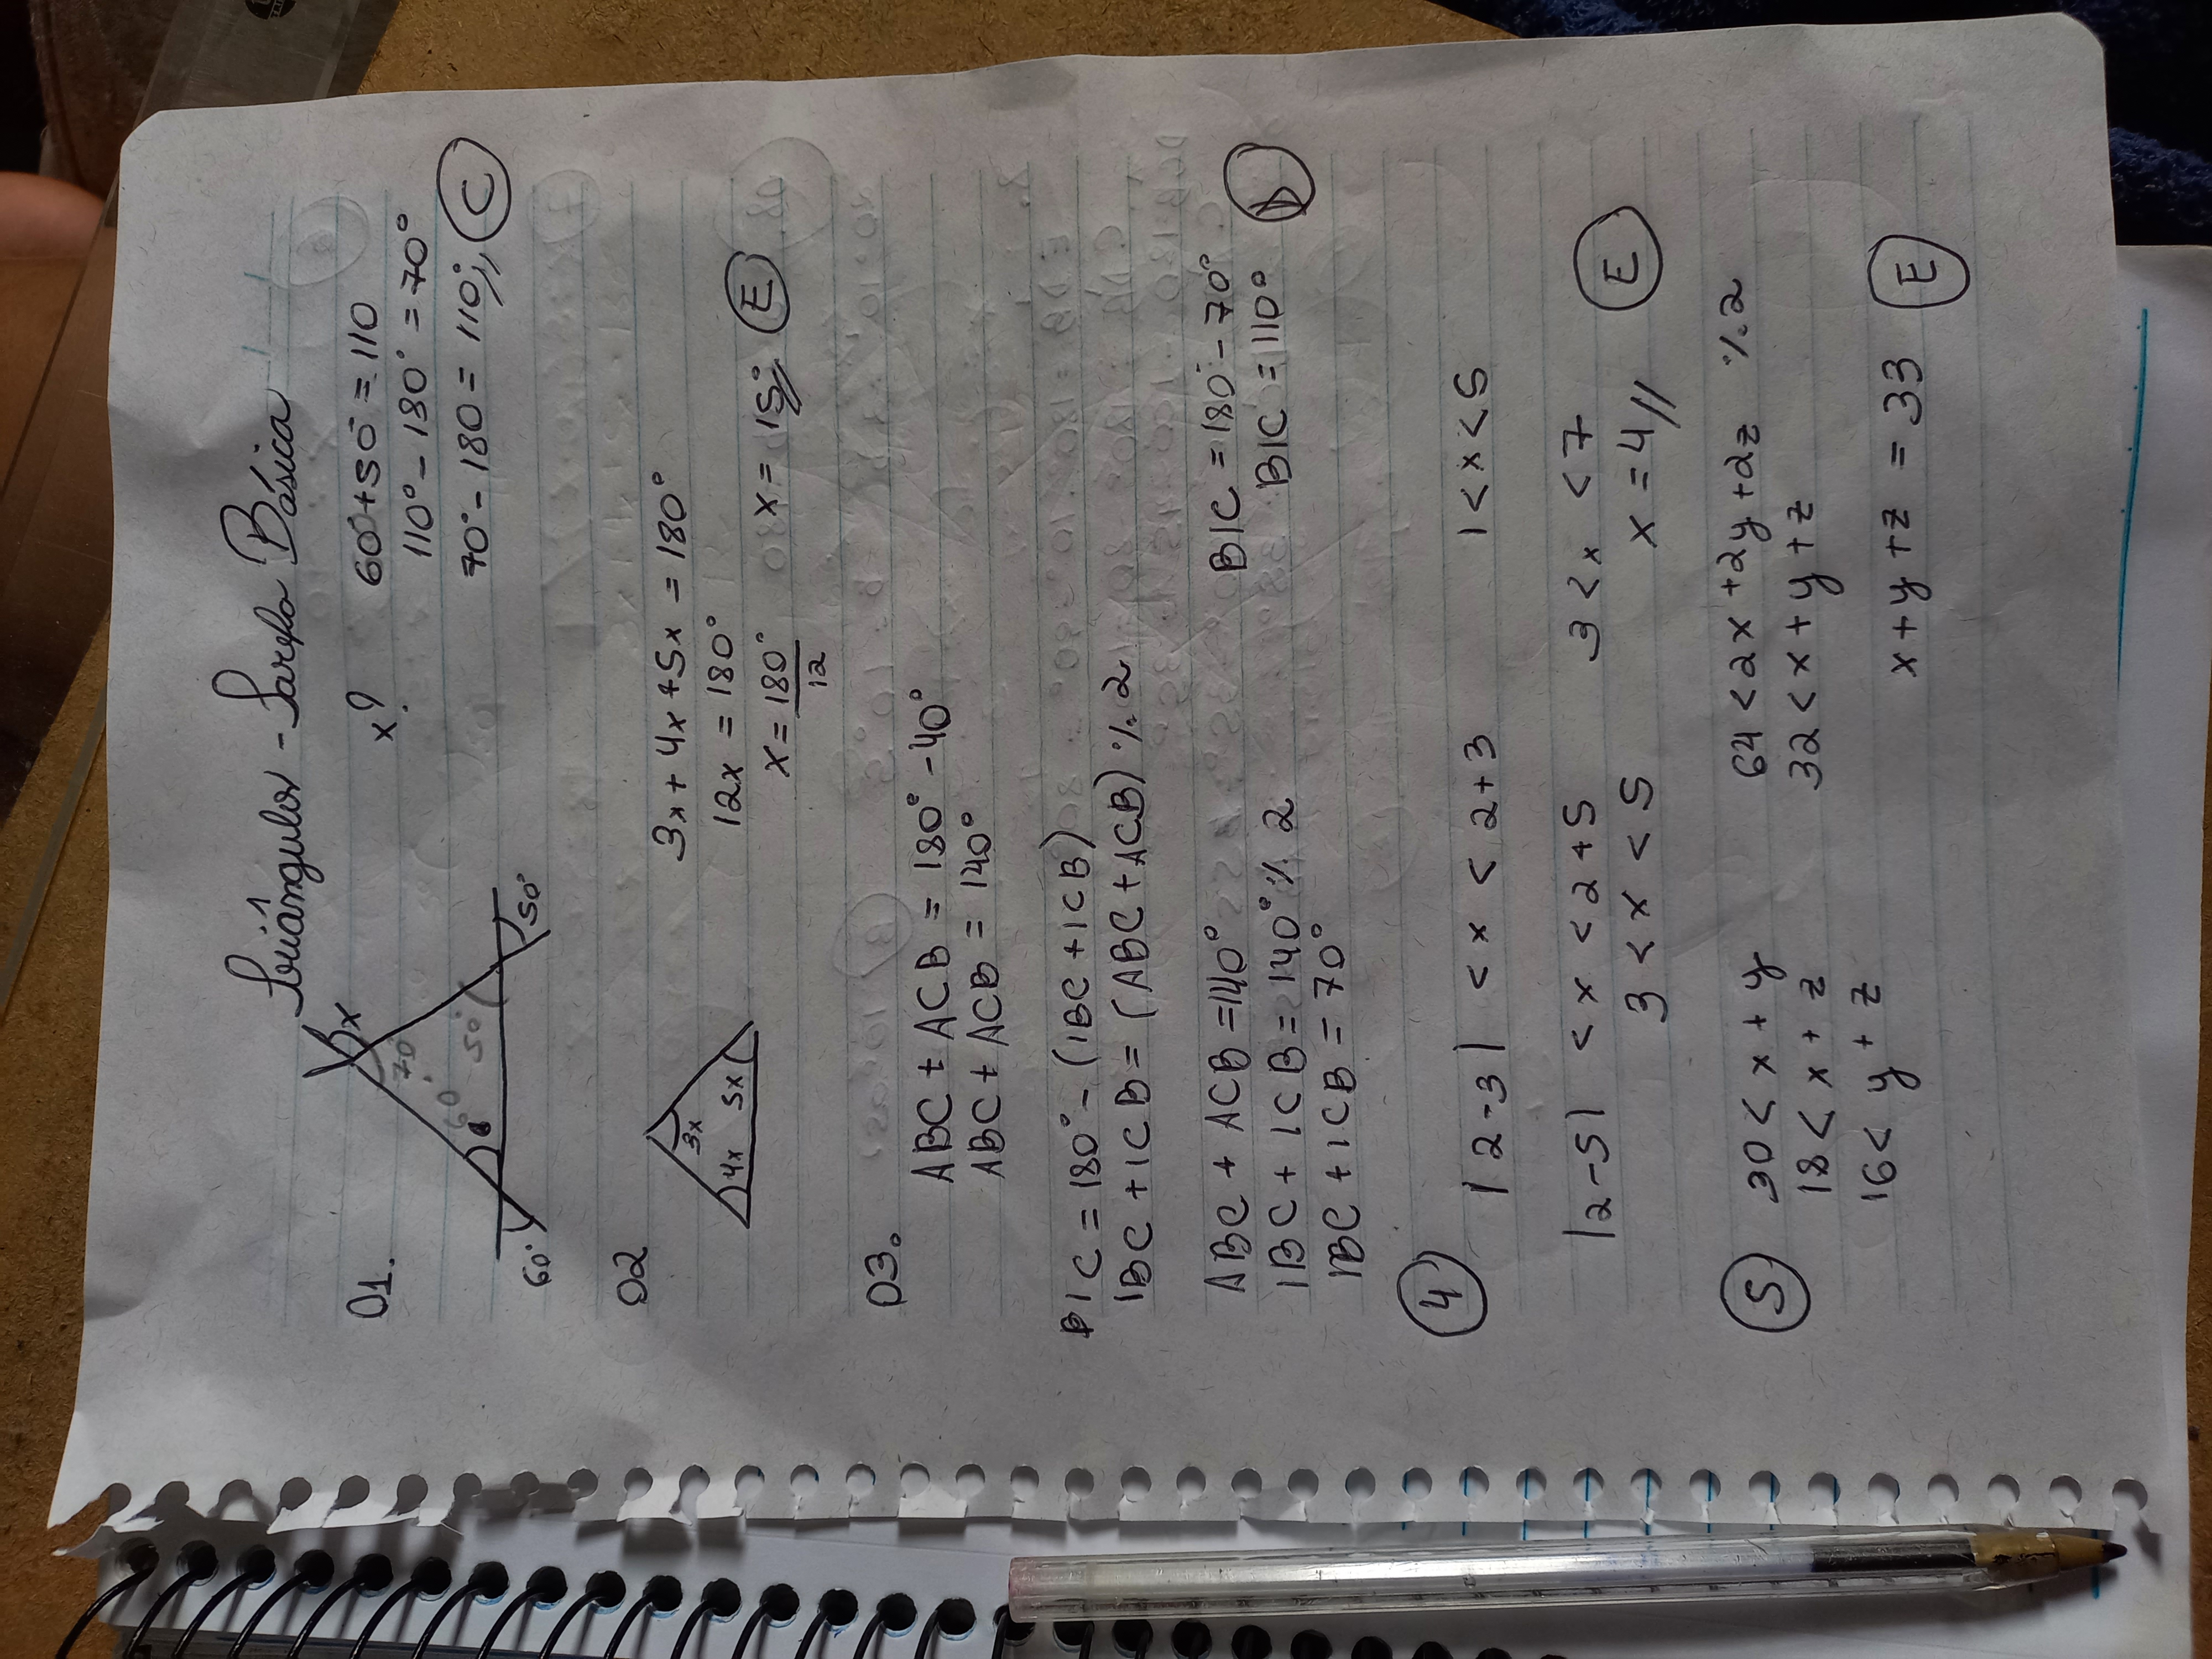 Triângulos - Tarefa Básica
01.
x
70°
60°
50°
60°
50°
x?
60°+50° = 110
110° - 180° = 70°
70° - 180 = 110°,, C
02
3x
4x 5x
3x + 4x + 5x = 180°
12x = 180°
x = 180°
12
x = 15° E
03.
ABC + ACB = 180° - 40°
ABC + ACB = 140°
BIC = 180° - (IBC + ICB)
IBC + ICB = (ABC + ACB) ÷ 2
ABC + ACB = 140°
IBC + ICB = 140° ÷ 2
IBC + ICB = 70°
BIC = 180° - 70°
BIC = 110° D
4
|2-3| < x < 2+3 1 < x < 5
|2-5| < x < 2+5 3 < x < 7
3 < x < 5 x = 4 // E
5
30 < x + y 64 < 2x + 2y + 2z ÷ 2
18 < x + z 32 < x + y + z
16 < y + z
x + y + z = 33 E